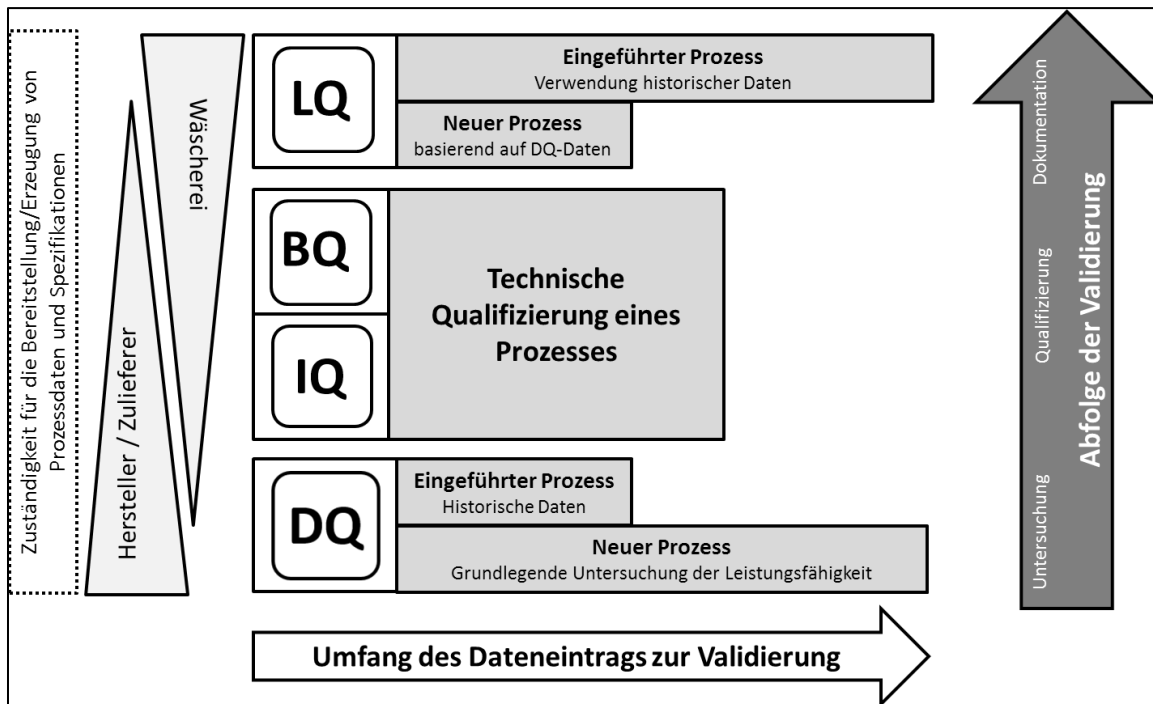 Zuständigkeit für die Bereitstellung/Erzeugung von
Prozessdaten und Spezifikationen
Hersteller / Zulieferer
Wäscherei
LQ
Eingeführter Prozess
Verwendung historischer Daten
Neuer Prozess
basierend auf DQ-Daten
BQ
IQ
Technische
Qualifizierung eines
Prozesses
DQ
Eingeführter Prozess
Historische Daten
Neuer Prozess
Grundlegende Untersuchung der Leistungsfähigkeit
Umfang des Dateneintrags zur Validierung
Dokumentation
Qualifizierung
Untersuchung
Abfolge der Validierung